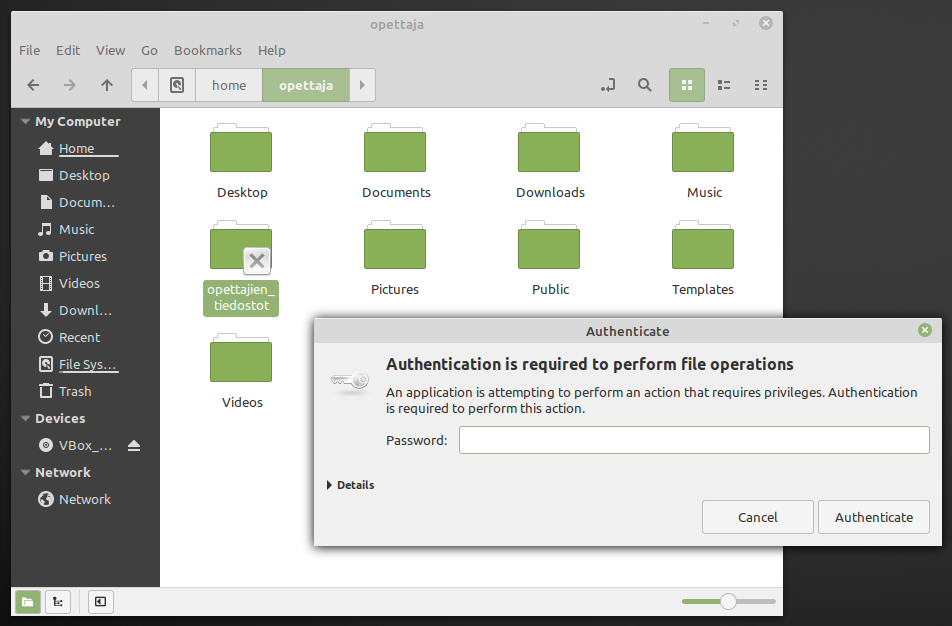 opettaja
File Edit View Go Bookmarks Help
home opettaja
My Computer
Home
Desktop
Docum...
Music
Pictures
Videos
Downl...
Recent
File Sys...
Trash
Devices
VBox_...
Network
Network
Desktop Documents Downloads Music
opettajien_
tiedostot
Pictures Public Templates
Videos
Authenticate
Authentication is required to perform file operations
An application is attempting to perform an action that requires privileges. Authentication
is required to perform this action.
Password:
Details
Cancel Authenticate